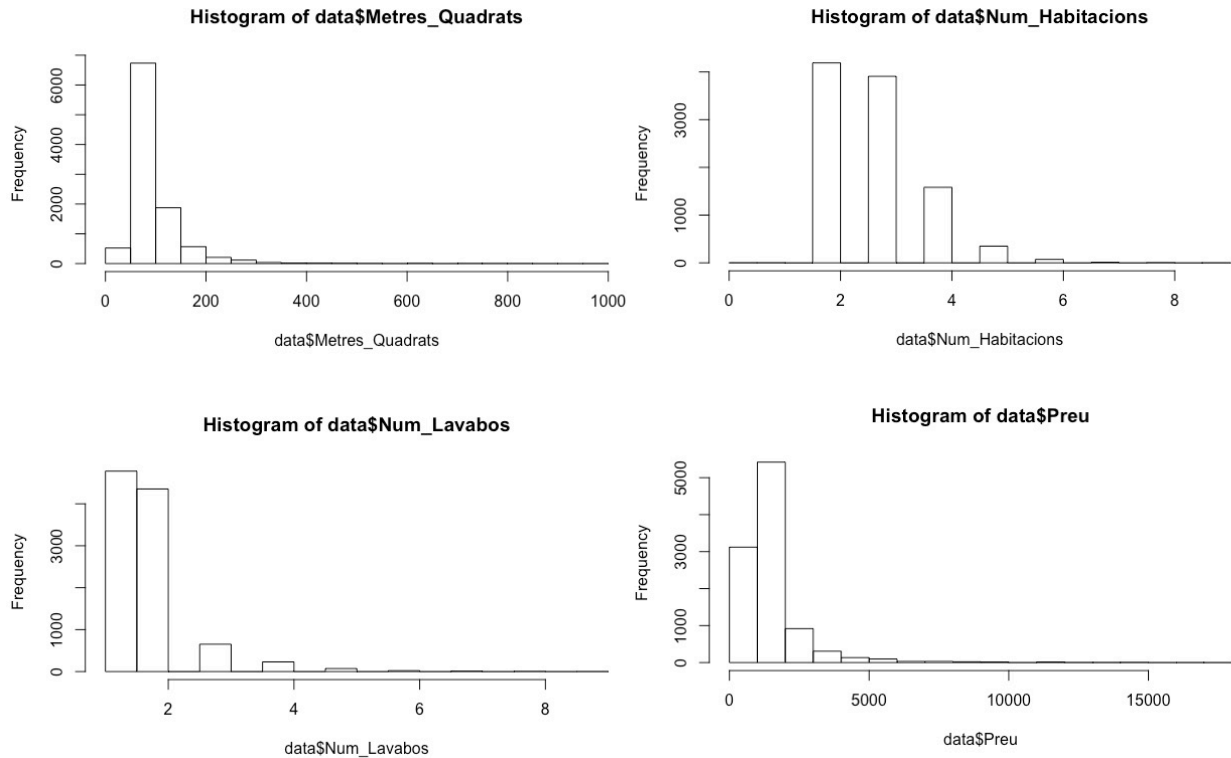 Histogram of data$Metres_Quadrats
Frequency
0 2000 4000 6000
0 200 400 600 800 1000
data$Metres_Quadrats
Histogram of data$Num_Habitacions
Frequency
0 1000 3000
0 2 4 6 8
data$Num_Habitacions
Histogram of data$Num_Lavabos
Frequency
0 1000 3000
2 4 6 8
data$Num_Lavabos
Histogram of data$Preu
Frequency
0 1000 3000 5000
0 5000 10000 15000
data$Preu